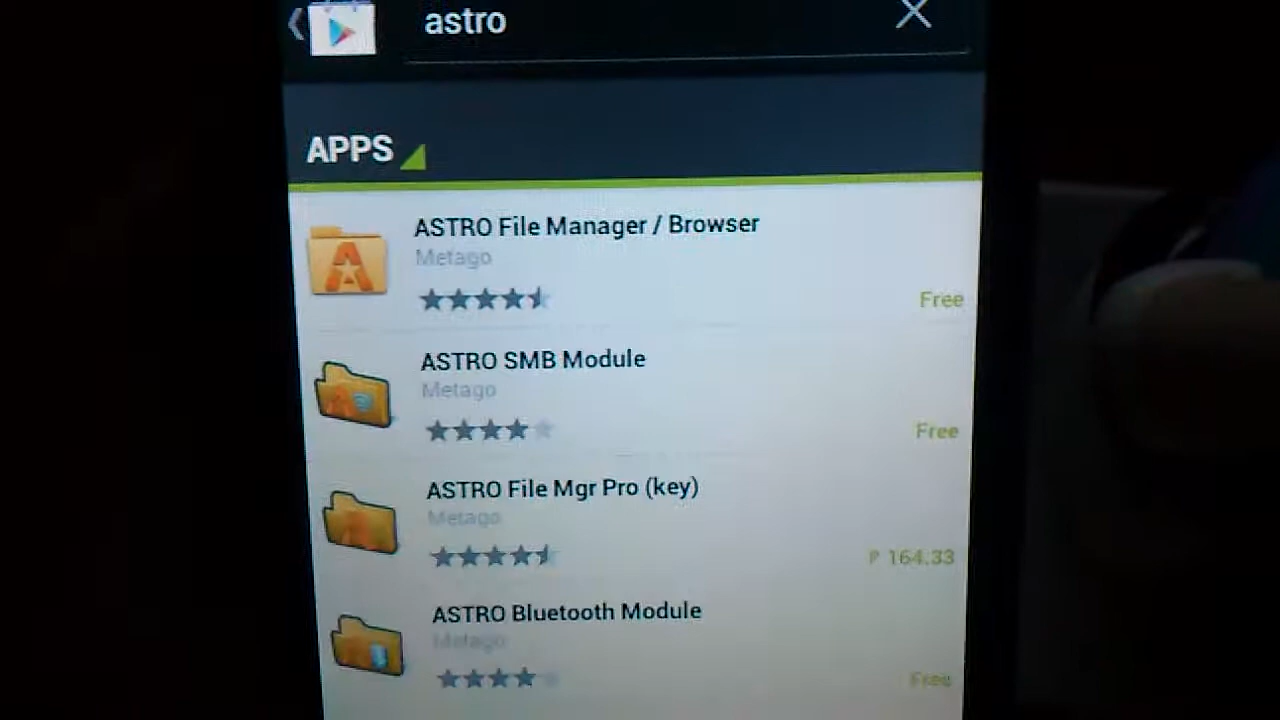 astro
APPS
ASTRO File Manager / Browser
Metago
Free
ASTRO SMB Module
Metago
Free
ASTRO File Mgr Pro (key)
Metago
₱ 164.33
ASTRO Bluetooth Module
Metago
Free